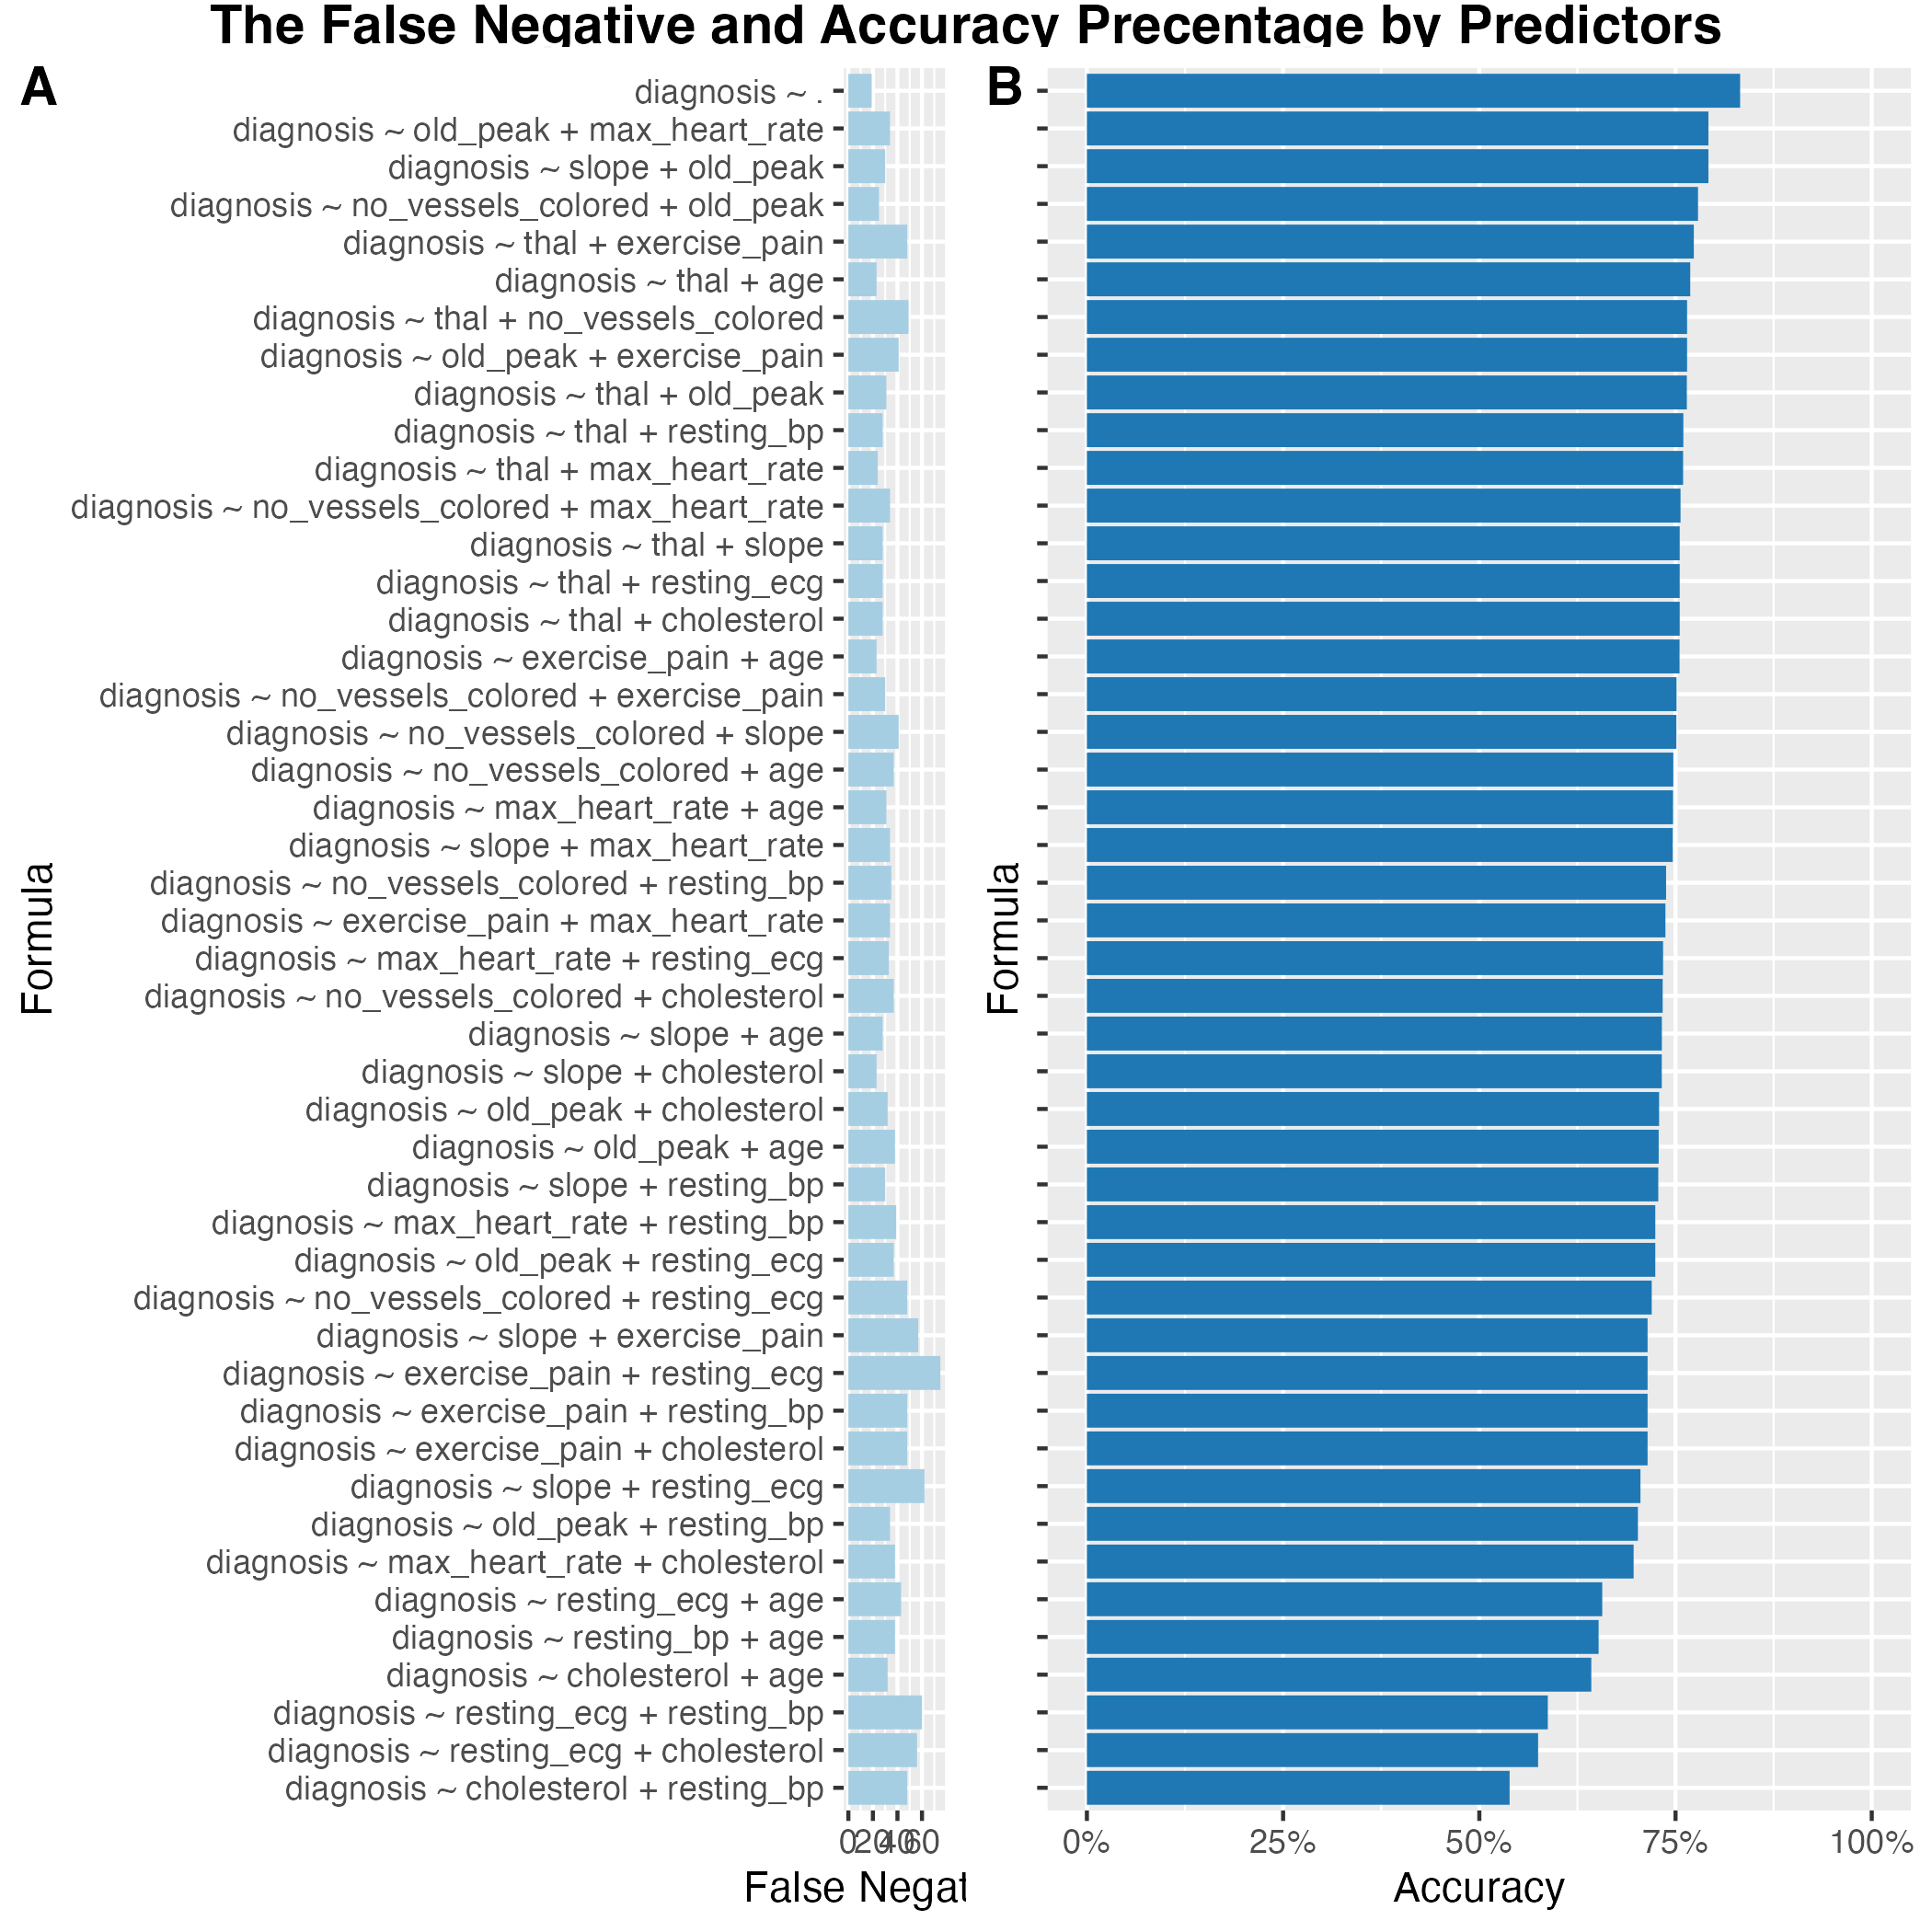 The False Negative and Accuracy Precentage by Predictors
A
diagnosis ~ .
diagnosis ~ old_peak + max_heart_rate
diagnosis ~ slope + old_peak
diagnosis ~ no_vessels_colored + old_peak
diagnosis ~ thal + exercise_pain
diagnosis ~ thal + age
diagnosis ~ thal + no_vessels_colored
diagnosis ~ old_peak + exercise_pain
diagnosis ~ thal + old_peak
diagnosis ~ thal + resting_bp
diagnosis ~ thal + max_heart_rate
diagnosis ~ no_vessels_colored + max_heart_rate
diagnosis ~ thal + slope
diagnosis ~ thal + resting_ecg
diagnosis ~ thal + cholesterol
diagnosis ~ exercise_pain + age
diagnosis ~ no_vessels_colored + exercise_pain
diagnosis ~ no_vessels_colored + slope
diagnosis ~ no_vessels_colored + age
diagnosis ~ max_heart_rate + age
diagnosis ~ slope + max_heart_rate
diagnosis ~ no_vessels_colored + resting_bp
diagnosis ~ exercise_pain + max_heart_rate
diagnosis ~ max_heart_rate + resting_ecg
diagnosis ~ no_vessels_colored + cholesterol
diagnosis ~ slope + age
diagnosis ~ slope + cholesterol
diagnosis ~ old_peak + cholesterol
diagnosis ~ old_peak + age
diagnosis ~ slope + resting_bp
diagnosis ~ max_heart_rate + resting_bp
diagnosis ~ old_peak + resting_ecg
diagnosis ~ no_vessels_colored + resting_ecg
diagnosis ~ slope + exercise_pain
diagnosis ~ exercise_pain + resting_ecg
diagnosis ~ exercise_pain + resting_bp
diagnosis ~ exercise_pain + cholesterol
diagnosis ~ slope + resting_ecg
diagnosis ~ old_peak + resting_bp
diagnosis ~ max_heart_rate + cholesterol
diagnosis ~ resting_ecg + age
diagnosis ~ resting_bp + age
diagnosis ~ cholesterol + age
diagnosis ~ resting_ecg + resting_bp
diagnosis ~ resting_ecg + cholesterol
diagnosis ~ cholesterol + resting_bp
Formula
0 20 40 60
False Negat
B
Formula
0% 25% 50% 75% 100%
Accuracy